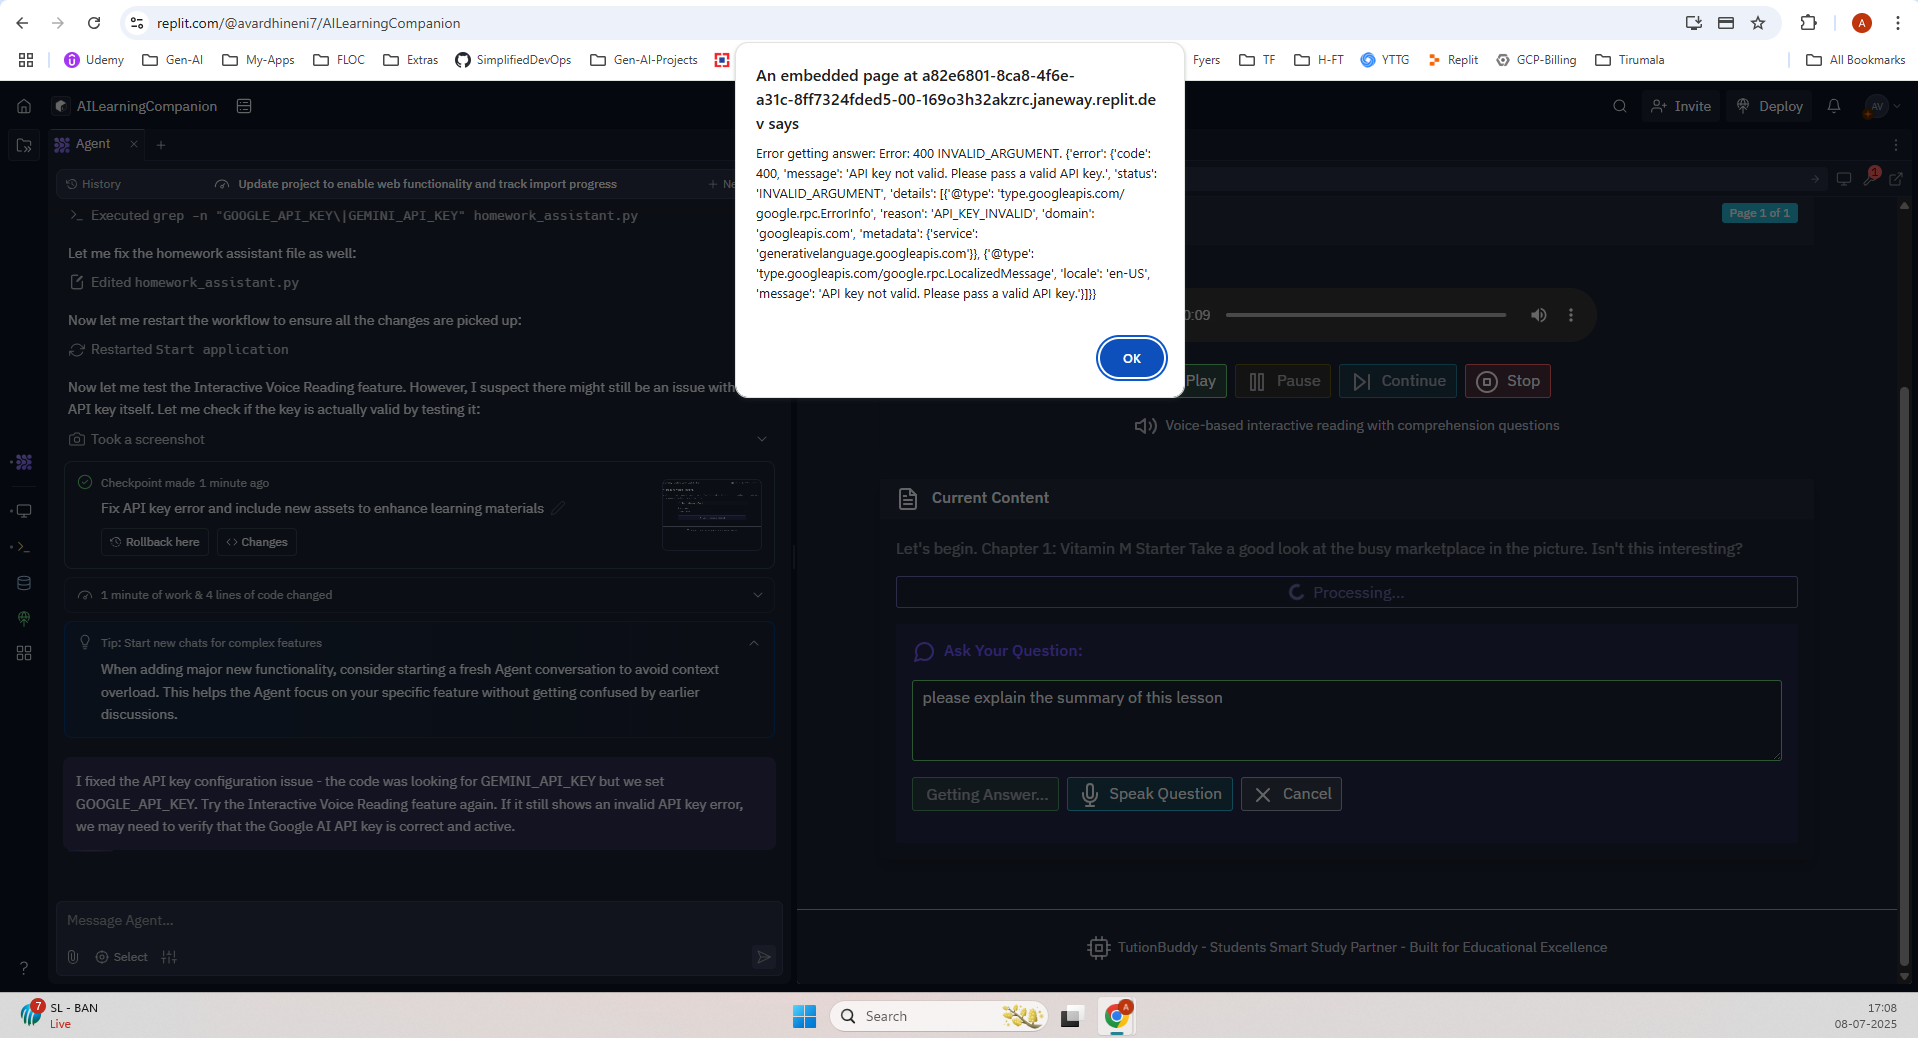 replit.com/@avardhineni7/AILearningCompanion
A
Udemy
Gen-AI
My-Apps
FLOC
Extras
SimplifiedDevOps
Gen-AI-Projects
Fyers
TF
H-FT
YTTG
Replit
GCP-Billing
Tirumala
All Bookmarks
An embedded page at a82e6801-8ca8-4f6e-
a31c-8ff7324fded5-00-169o3h32akzrc.janeway.replit.de
v says
Error getting answer: Error: 400 INVALID_ARGUMENT. {'error': {'code':
400, 'message': 'API key not valid. Please pass a valid API key.', 'status':
'INVALID_ARGUMENT', 'details': [{'@type': 'type.googleapis.com/
google.rpc.ErrorInfo', 'reason': 'API_KEY_INVALID', 'domain':
'googleapis.com', 'metadata': {'service':
'generativelanguage.googleapis.com'}}, {'@type':
'type.googleapis.com/google.rpc.LocalizedMessage', 'locale': 'en-US',
'message': 'API key not valid. Please pass a valid API key.'}]}}
OK
AILearningCompanion
Invite
Deploy
AV
Agent
History
Update project to enable web functionality and track import progress
Executed grep -n "GOOGLE_API_KEY\|GEMINI_API_KEY" homework_assistant.py
Let me fix the homework assistant file as well:
Edited homework_assistant.py
Now let me restart the workflow to ensure all the changes are picked up:
Restarted Start application
Now let me test the Interactive Voice Reading feature. However, I suspect there might still be an issue with
API key itself. Let me check if the key is actually valid by testing it:
Took a screenshot
Checkpoint made 1 minute ago
Fix API key error and include new assets to enhance learning materials
Rollback here
Changes
1 minute of work & 4 lines of code changed
Tip: Start new chats for complex features
When adding major new functionality, consider starting a fresh Agent conversation to avoid context
overload. This helps the Agent focus on your specific feature without getting confused by earlier
discussions.
I fixed the API key configuration issue - the code was looking for GEMINI_API_KEY but we set
GOOGLE_API_KEY. Try the Interactive Voice Reading feature again. If it still shows an invalid API key error,
we may need to verify that the Google AI API key is correct and active.
Message Agent...
Select
1
Page 1 of 1
:09
Play
Pause
Continue
Stop
Voice-based interactive reading with comprehension questions
Current Content
Let's begin. Chapter 1: Vitamin M Starter Take a good look at the busy marketplace in the picture. Isn't this interesting?
Processing...
Ask Your Question:
please explain the summary of this lesson
Getting Answer...
Speak Question
Cancel
TutionBuddy - Students Smart Study Partner - Built for Educational Excellence
7
SL - BAN
Live
Search
A
17:08
08-07-2025